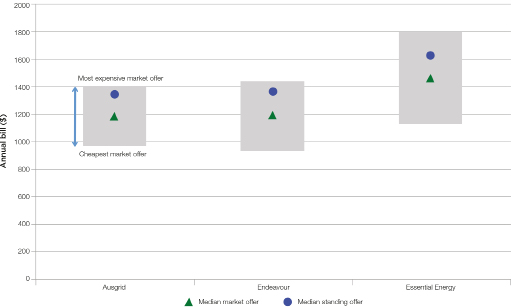 2000
1800
1600
1400
1200
1000
800
600
400
200
0
Annual bill ($)
Most expensive market offer
Cheapest market offer
Ausgrid
Endeavour
Essential Energy
Median market offer
Median standing offer